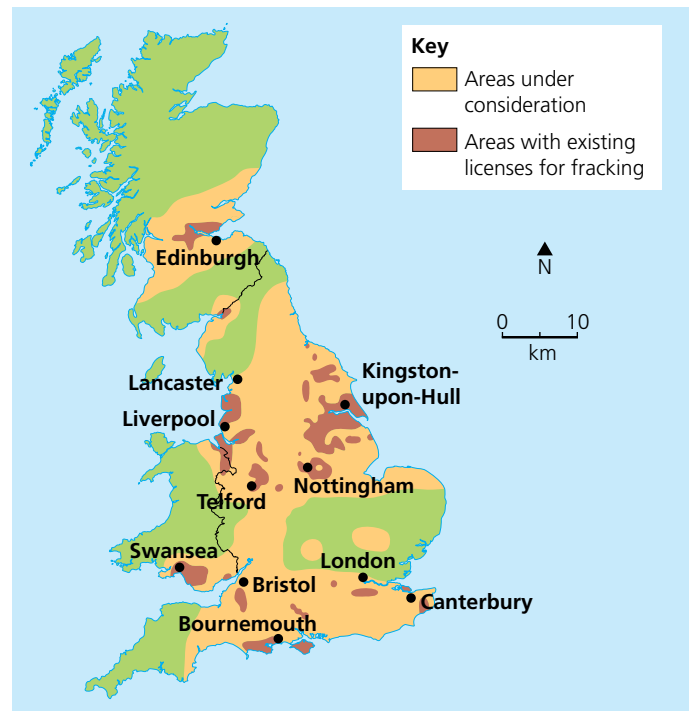 Key
Areas under
consideration
Areas with existing
licenses for fracking
N
0 10
km
Edinburgh
Lancaster
Kingston-
upon-Hull
Liverpool
Nottingham
Telford
Swansea
London
Bristol
Canterbury
Bournemouth